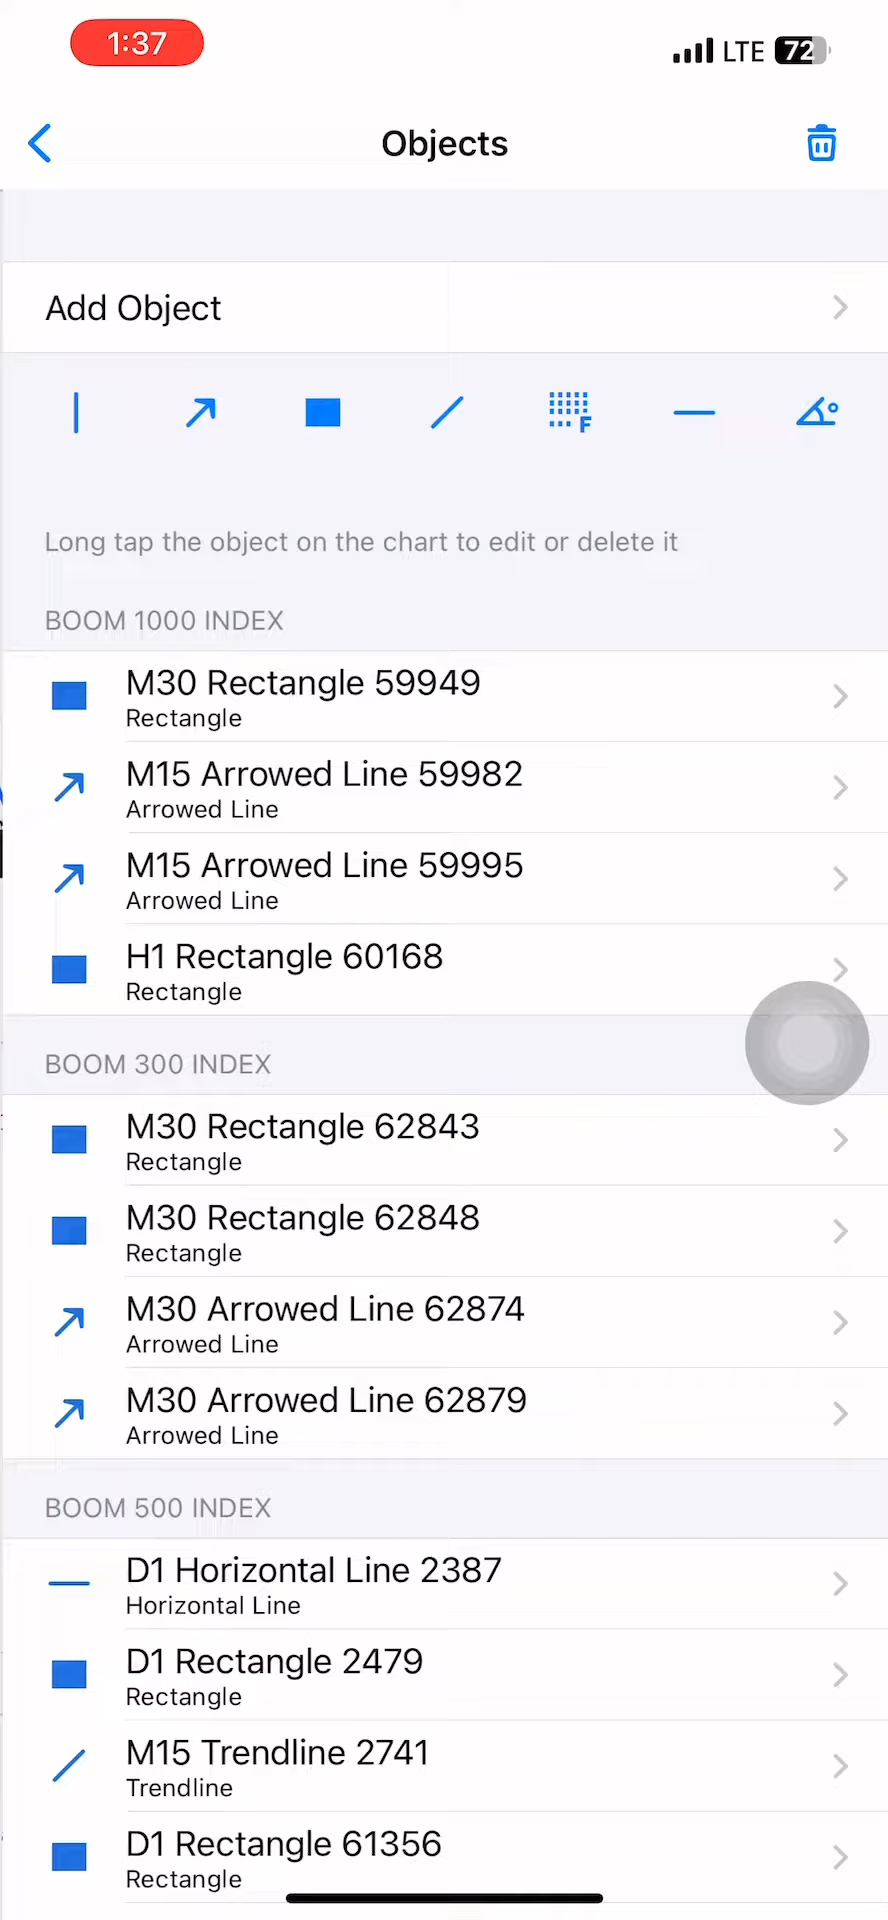 1:37
LTE 72
Objects
Add Object
F
Long tap the object on the chart to edit or delete it
BOOM 1000 INDEX
M30 Rectangle 59949
Rectangle
M15 Arrowed Line 59982
Arrowed Line
M15 Arrowed Line 59995
Arrowed Line
H1 Rectangle 60168
Rectangle
BOOM 300 INDEX
M30 Rectangle 62843
Rectangle
M30 Rectangle 62848
Rectangle
M30 Arrowed Line 62874
Arrowed Line
M30 Arrowed Line 62879
Arrowed Line
BOOM 500 INDEX
D1 Horizontal Line 2387
Horizontal Line
D1 Rectangle 2479
Rectangle
M15 Trendline 2741
Trendline
D1 Rectangle 61356
Rectangle